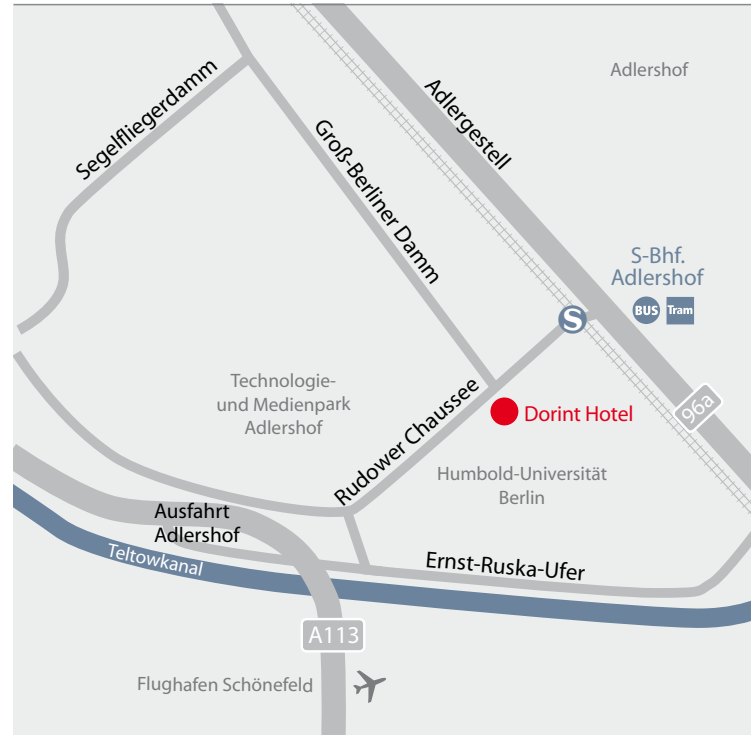 Adlershof
Adlergestell
Segelfliegerdamm
Groß-Berliner Damm
S-Bhf.
Adlershof
BUS
Tram
S
Technologie-
und Medienpark
Adlershof
Rudower Chaussee
Dorint Hotel
96a
Humbold-Universität
Berlin
Ausfahrt
Adlershof
Teltowkanal
Ernst-Ruska-Ufer
A113
Flughafen Schönefeld